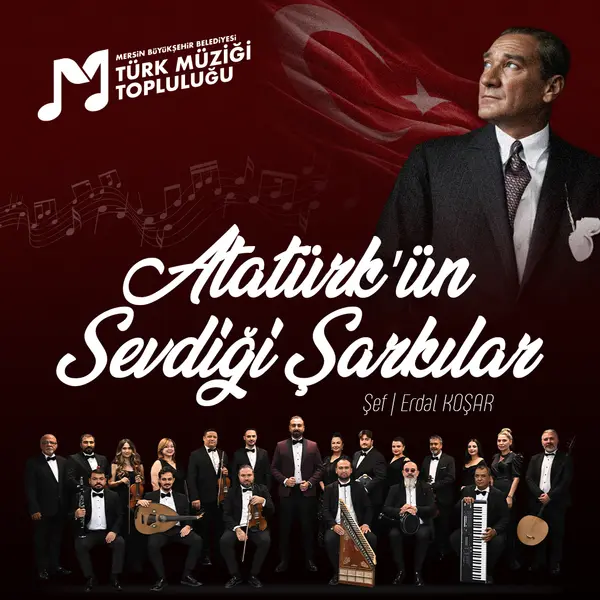 MERSİN BÜYÜKŞEHİR BELEDİYESİ
TÜRK MÜZİĞİ
TOPLULUĞU
Atatürk'ün
Sevdiği Şarkılar
Şef | Erdal KOŞAR